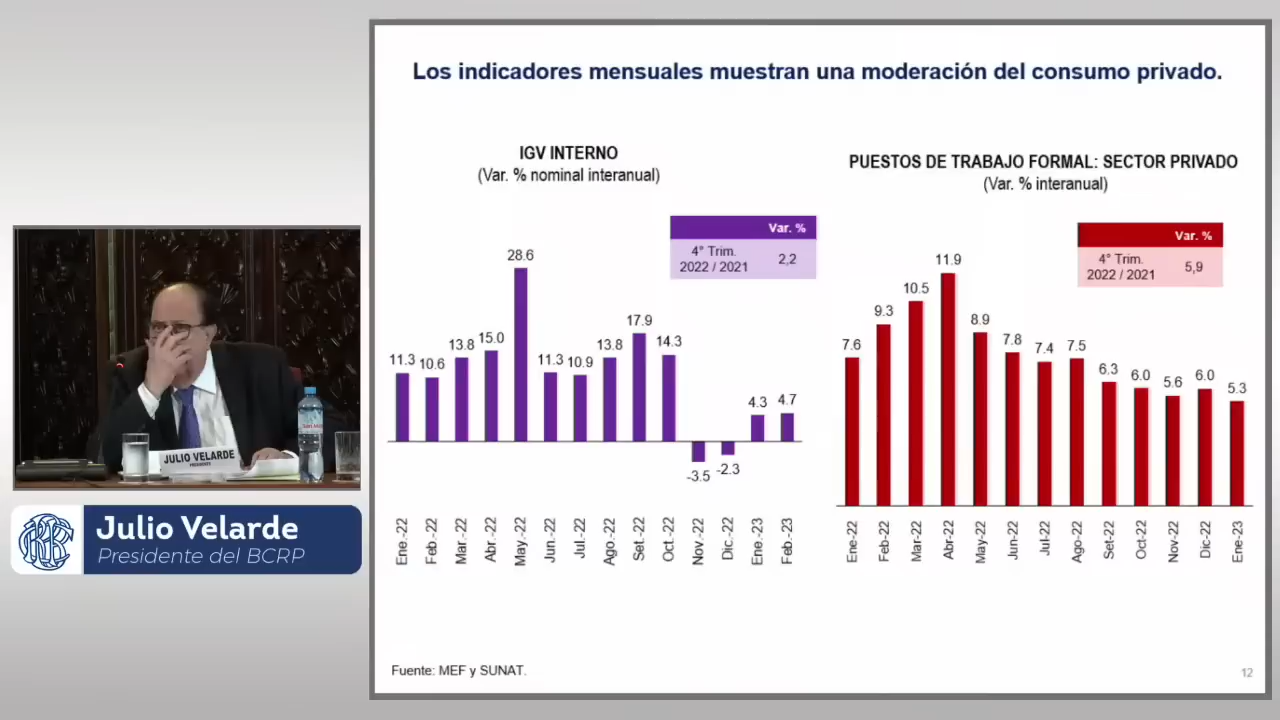 Los indicadores mensuales muestran una moderación del consumo privado.
IGV INTERNO
(Var. % nominal interanual)
Var. %
4° Trim.
2022 / 2021
2,2
28.6
11.3 10.6 13.8 15.0 11.3 10.9 13.8 17.9 14.3 -3.5 -2.3 4.3 4.7
Ene.-22 Feb.-22 Mar.-22 Abr.-22 May.-22 Jun.-22 Jul.-22 Ago.-22 Set.-22 Oct.-22 Nov.-22 Dic.-22 Ene.-23 Feb.-23
PUESTOS DE TRABAJO FORMAL: SECTOR PRIVADO
(Var. % interanual)
Var. %
4° Trim.
2022 / 2021
5,9
7.6 9.3 10.5 11.9 8.9 7.8 7.4 7.5 6.3 6.0 5.6 6.0 5.3
Ene-22 Feb-22 Mar-22 Abr-22 May-22 Jun-22 Jul-22 Ago-22 Set-22 Oct-22 Nov-22 Dic-22 Ene-23
Fuente: MEF y SUNAT.
12
JULIO VELARDE
PRESIDENTE
Julio Velarde
Presidente del BCRP